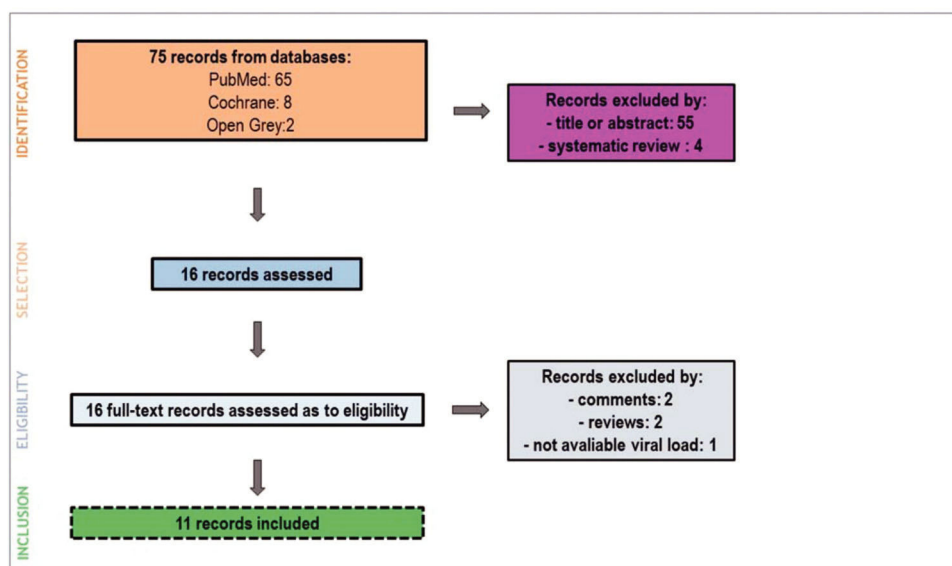 IDENTIFICATION
75 records from databases:
PubMed: 65
Cochrane: 8
Open Grey:2
Records excluded by:
- title or abstract: 55
- systematic review : 4
SELECTION
16 records assessed
ELIGIBILITY
16 full-text records assessed as to eligibility
Records excluded by:
- comments: 2
- reviews: 2
- not avaliable viral load: 1
INCLUSION
11 records included